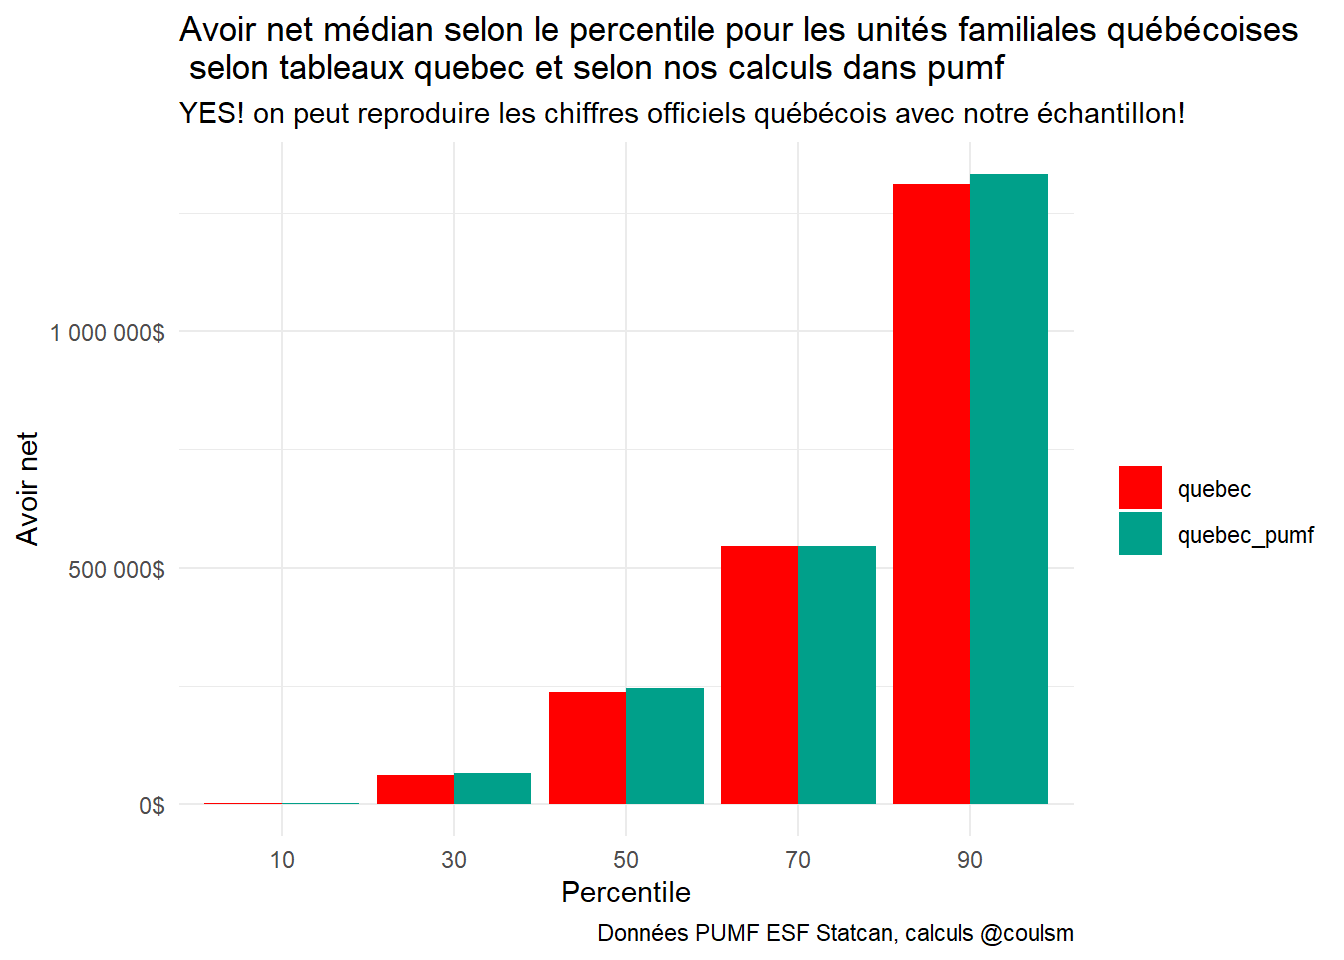 Avoir net médian selon le percentile pour les unités familiales québécoises
selon tableaux quebec et selon nos calculs dans pumf
YES! on peut reproduire les chiffres officiels québécois avec notre échantillon!
Avoir net
1 000 000$
500 000$
0$
10 30 50 70 90
Percentile
quebec
quebec_pumf
Données PUMF ESF Statcan, calculs @coulsm